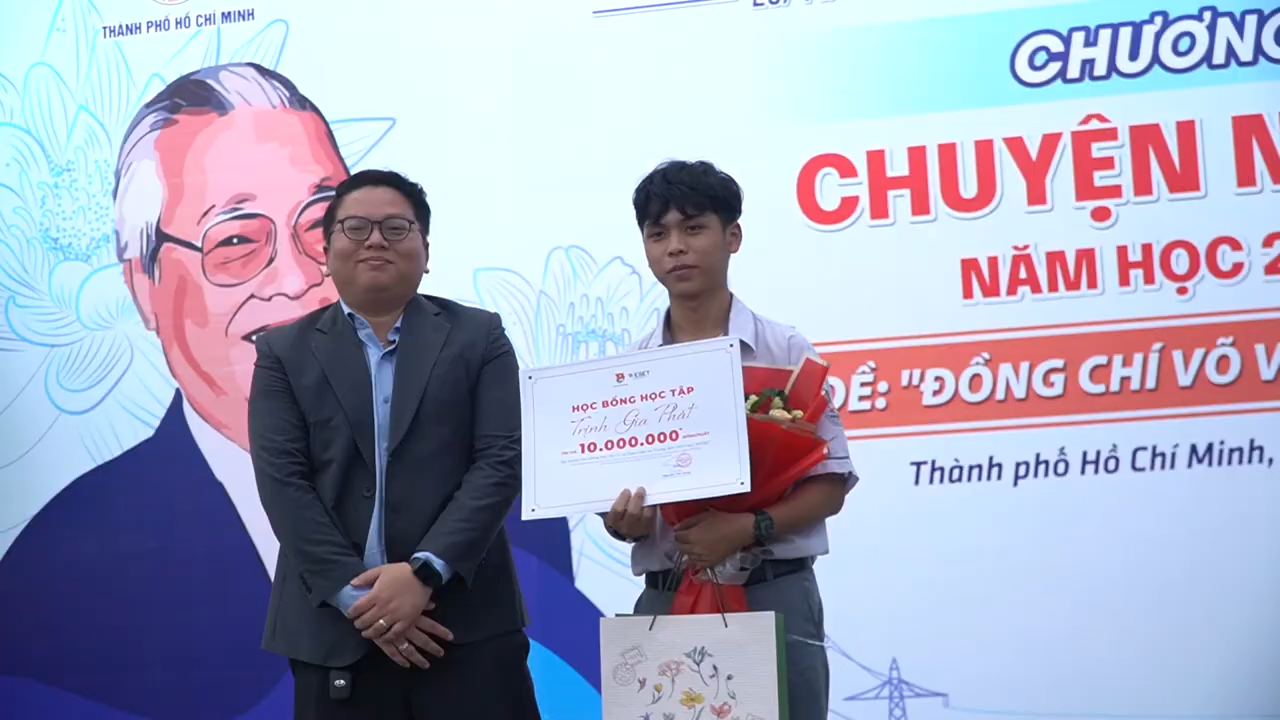 THÀNH PHỐ HỒ CHÍ MINH
CHƯƠNG
CHUYỆN
NĂM HỌC 2
ĐỀ: "ĐỒNG CHÍ VÕ V
Thành phố Hồ Chí Minh,
WESET
HỌC BỔNG HỌC TẬP
Trịnh Gia Phát
10.000.000